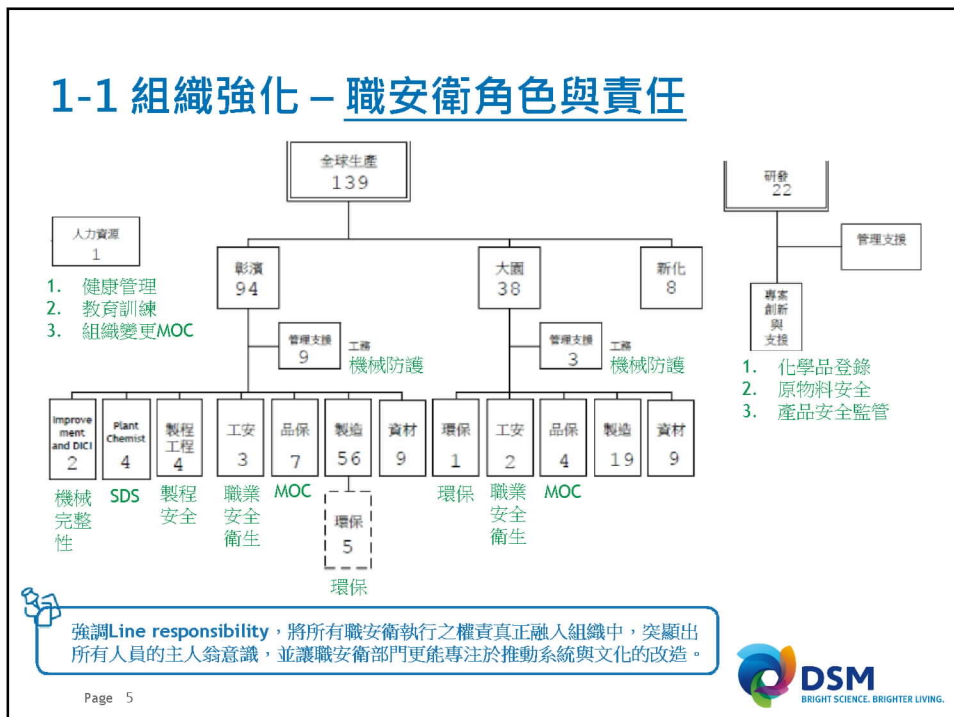 1-1 組織強化 – 職安衛角色與責任
全球生產
139
研發
22
人力資源
1
管理支援
1. 健康管理
2. 教育訓練
3. 組織變更MOC
彰濱
94
大園
38
新化
8
專案
創新
與
支援
管理支援
9
工務
機械防護
管理支援
3
工務
機械防護
1. 化學品登錄
2. 原物料安全
3. 產品安全監管
Improve
ment
and DICI
2
Plant
Chemist
4
製程
工程
4
工安
3
品保
7
製造
56
資材
9
環保
1
工安
2
品保
4
製造
19
資材
9
機械
完整
性
SDS
製程
安全
職業
安全
衛生
MOC
環保
5
環保
環保
職業
安全
衛生
MOC
強調Line responsibility，將所有職安衛執行之權責真正融入組織中，突顯出
所有人員的主人翁意識，並讓職安衛部門更能專注於推動系統與文化的改造。
Page 5
DSM
BRIGHT SCIENCE. BRIGHTER LIVING.